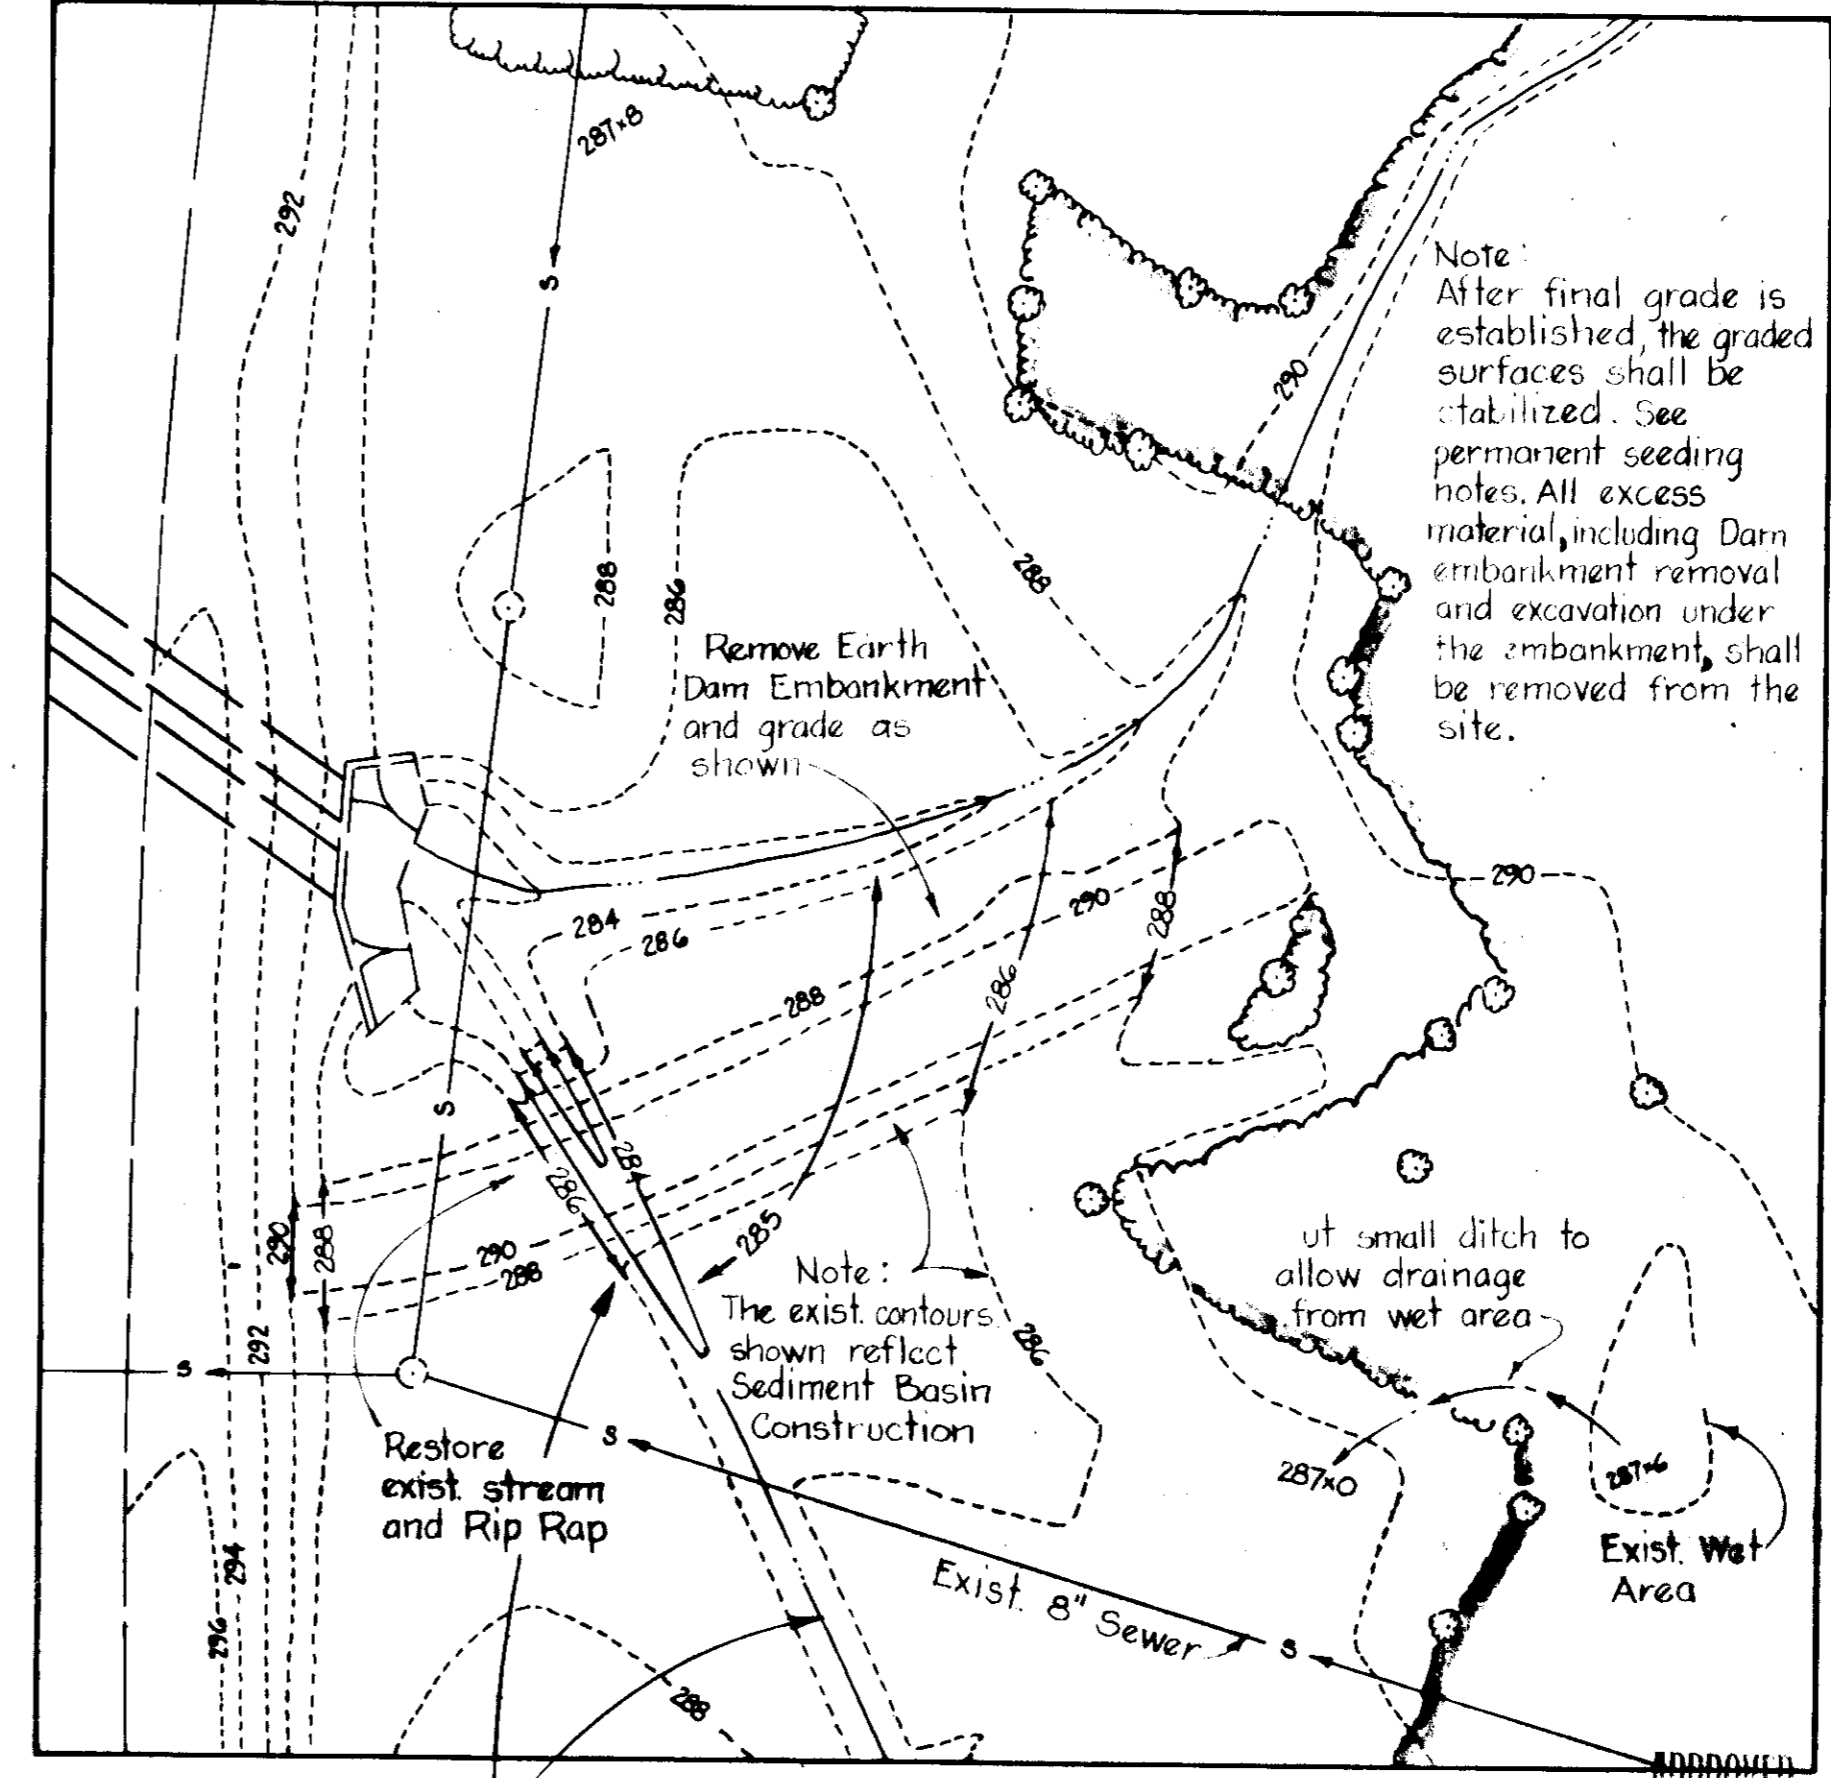 287×8
292
S
Note:
After final grade is
established, the graded
surfaces shall be
stabilized. See
permanent seeding
notes. All excess
material, including Dam
embankment removal
and excavation under
the embankment, shall
be removed from the
site.
290
288
288
286
Remove Earth
Dam Embankment
and grade as
shown
290
284
286
290
288
288
286
S
284
286
290
288
285
290
288
292
Note:
The exist. contours
shown reflect
Sediment Basin
Construction
286
ut small ditch to
allow drainage
from wet area
S
S
Restore
exist. stream
and Rip Rap
287×0
287×6
Exist. Wet
Area
294
296
Exist. 8" Sewer
S
288
APPROVED